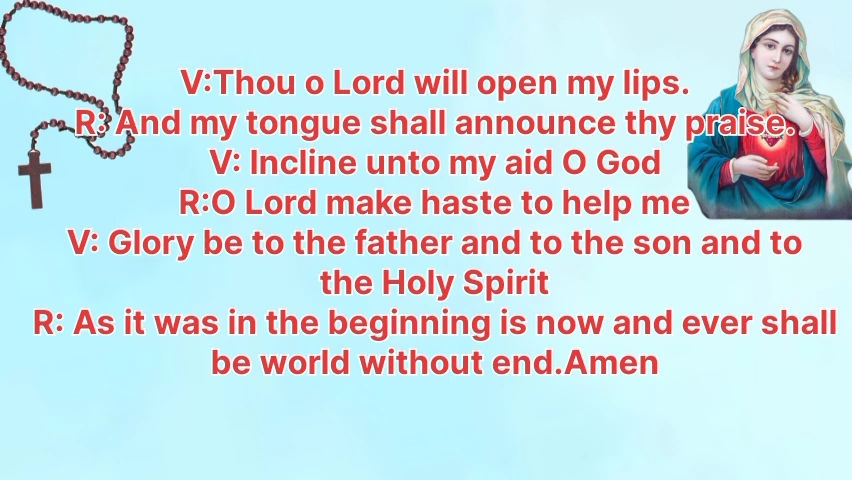 V:Thou o Lord will open my lips.
R: And my tongue shall announce thy praise.
V: Incline unto my aid O God
R:O Lord make haste to help me
V: Glory be to the father and to the son and to
the Holy Spirit
R: As it was in the beginning is now and ever shall
be world without end.Amen